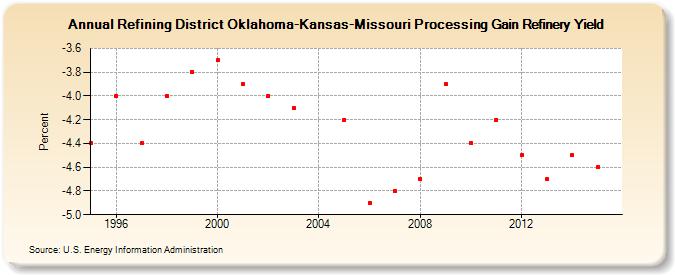 Annual Refining District Oklahoma-Kansas-Missouri Processing Gain Refinery Yield
Percent
-3.6
-3.8
-4.0
-4.2
-4.4
-4.6
-4.8
-5.0
1996 2000 2004 2008 2012
Source: U.S. Energy Information Administration